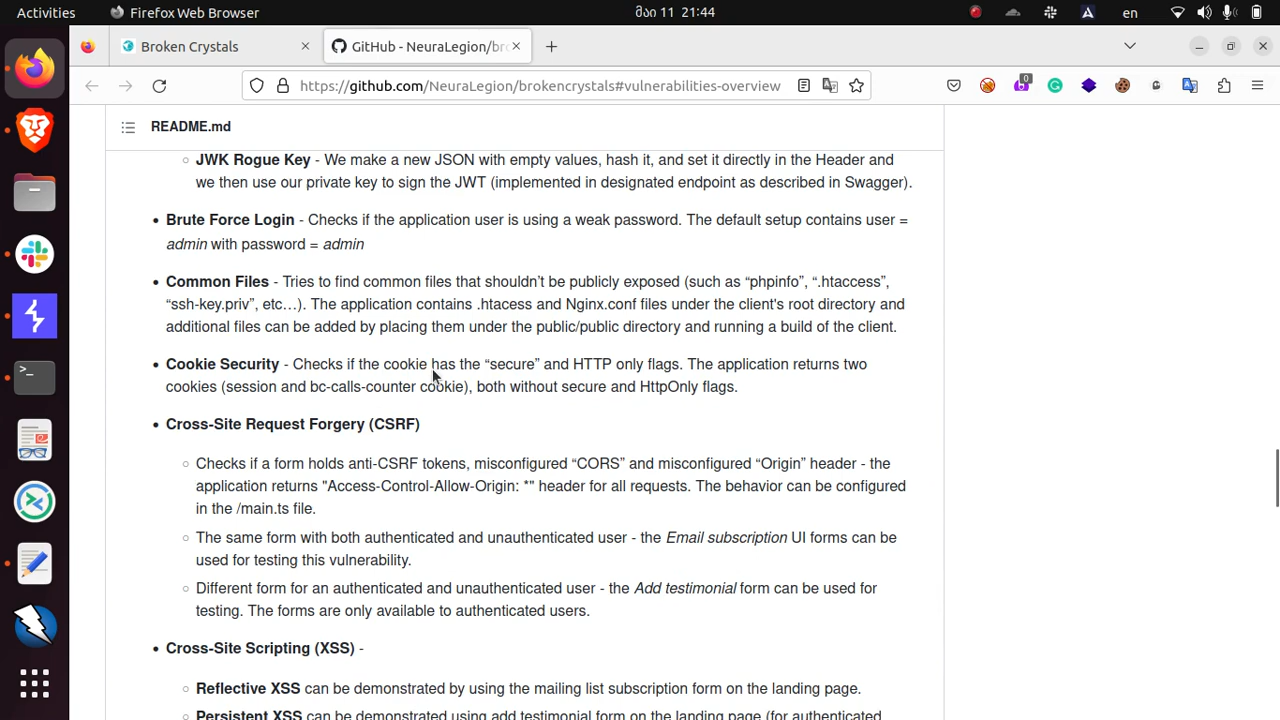 Activities
Firefox Web Browser
მაი 11 21:44
en
Broken Crystals
GitHub - NeuraLegion/br
https://github.com/NeuraLegion/brokencrystals#vulnerabilities-overview
0
README.md
◦ JWK Rogue Key - We make a new JSON with empty values, hash it, and set it directly in the Header and
we then use our private key to sign the JWT (implemented in designated endpoint as described in Swagger).
• Brute Force Login - Checks if the application user is using a weak password. The default setup contains user =
admin with password = admin
• Common Files - Tries to find common files that shouldn’t be publicly exposed (such as “phpinfo”, “.htaccess”,
“ssh-key.priv”, etc…). The application contains .htacess and Nginx.conf files under the client's root directory and
additional files can be added by placing them under the public/public directory and running a build of the client.
• Cookie Security - Checks if the cookie has the “secure” and HTTP only flags. The application returns two
cookies (session and bc-calls-counter cookie), both without secure and HttpOnly flags.
• Cross-Site Request Forgery (CSRF)
◦ Checks if a form holds anti-CSRF tokens, misconfigured “CORS” and misconfigured “Origin” header - the
application returns "Access-Control-Allow-Origin: *" header for all requests. The behavior can be configured
in the /main.ts file.
◦ The same form with both authenticated and unauthenticated user - the Email subscription UI forms can be
used for testing this vulnerability.
◦ Different form for an authenticated and unauthenticated user - the Add testimonial form can be used for
testing. The forms are only available to authenticated users.
• Cross-Site Scripting (XSS) -
◦ Reflective XSS can be demonstrated by using the mailing list subscription form on the landing page.
◦ Persistent XSS can be demonstrated using add testimonial form on the landing page (for authenticated